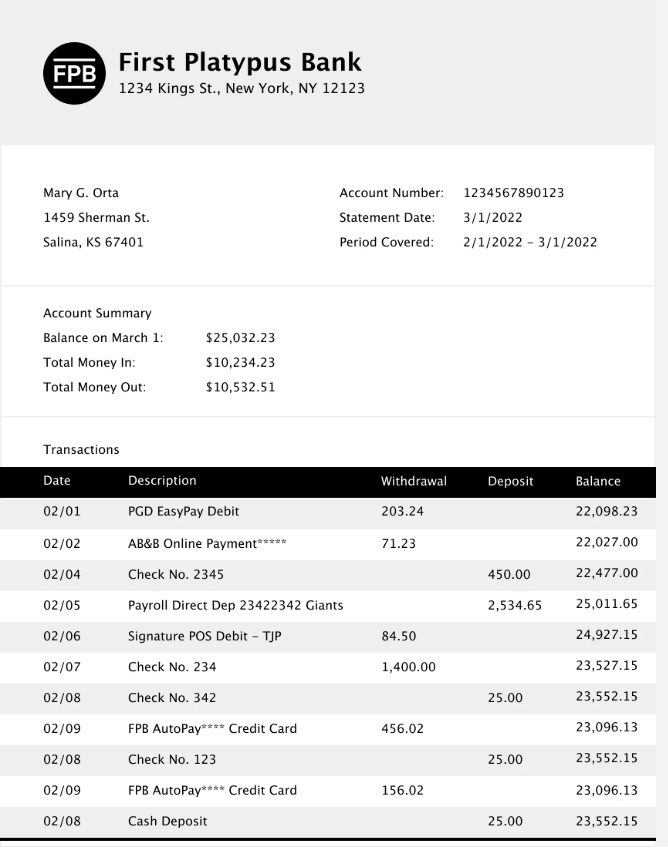 FPB
First Platypus Bank
1234 Kings St., New York, NY 12123
Mary G. Orta
1459 Sherman St.
Salina, KS 67401
Account Number: 1234567890123
Statement Date: 3/1/2022
Period Covered: 2/1/2022 – 3/1/2022
Account Summary
Balance on March 1: $25,032.23
Total Money In: $10,234.23
Total Money Out: $10,532.51
Transactions
Date Description Withdrawal Deposit Balance
02/01 PGD EasyPay Debit 203.24 22,098.23
02/02 AB&B Online Payment***** 71.23 22,027.00
02/04 Check No. 2345 450.00 22,477.00
02/05 Payroll Direct Dep 23422342 Giants 2,534.65 25,011.65
02/06 Signature POS Debit – TJP 84.50 24,927.15
02/07 Check No. 234 1,400.00 23,527.15
02/08 Check No. 342 25.00 23,552.15
02/09 FPB AutoPay**** Credit Card 456.02 23,096.13
02/08 Check No. 123 25.00 23,552.15
02/09 FPB AutoPay**** Credit Card 156.02 23,096.13
02/08 Cash Deposit 25.00 23,552.15